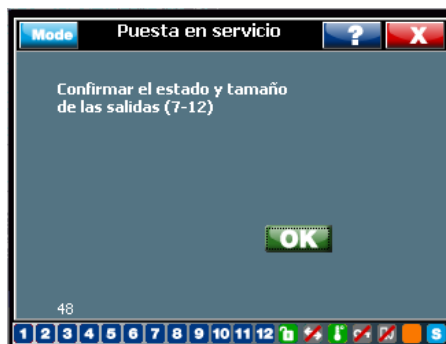 Mode Puesta en servicio ? X
Confirmar el estado y tamaño
de las salidas (7-12)
OK
48
1 2 3 4 5 6 7 8 9 10 11 12 S